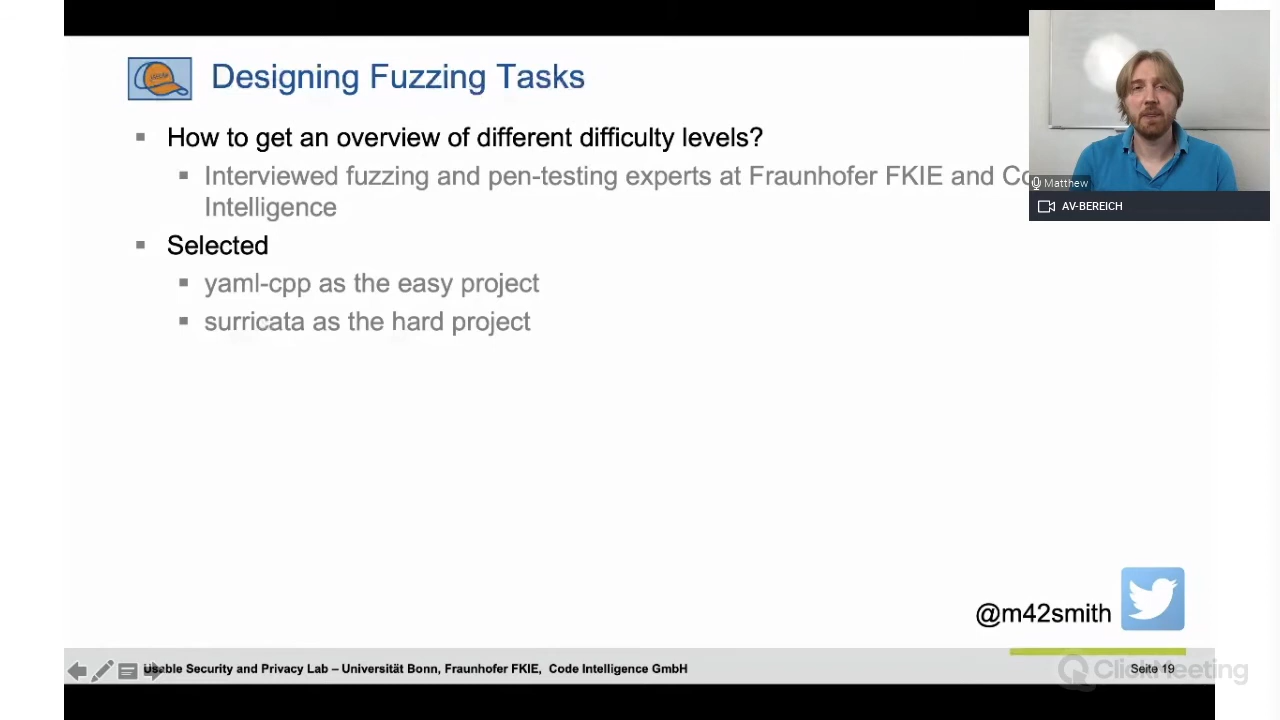 Designing Fuzzing Tasks
How to get an overview of different difficulty levels?
Interviewed fuzzing and pen-testing experts at Fraunhofer FKIE and
Intelligence
Selected
yaml-cpp as the easy project
surricata as the hard project
Matthew
AV-BEREICH
@m42smith
Usable Security and Privacy Lab – Universität Bonn, Fraunhofer FKIE, Code Intelligence GmbH
Seite 19
ClickMeeting